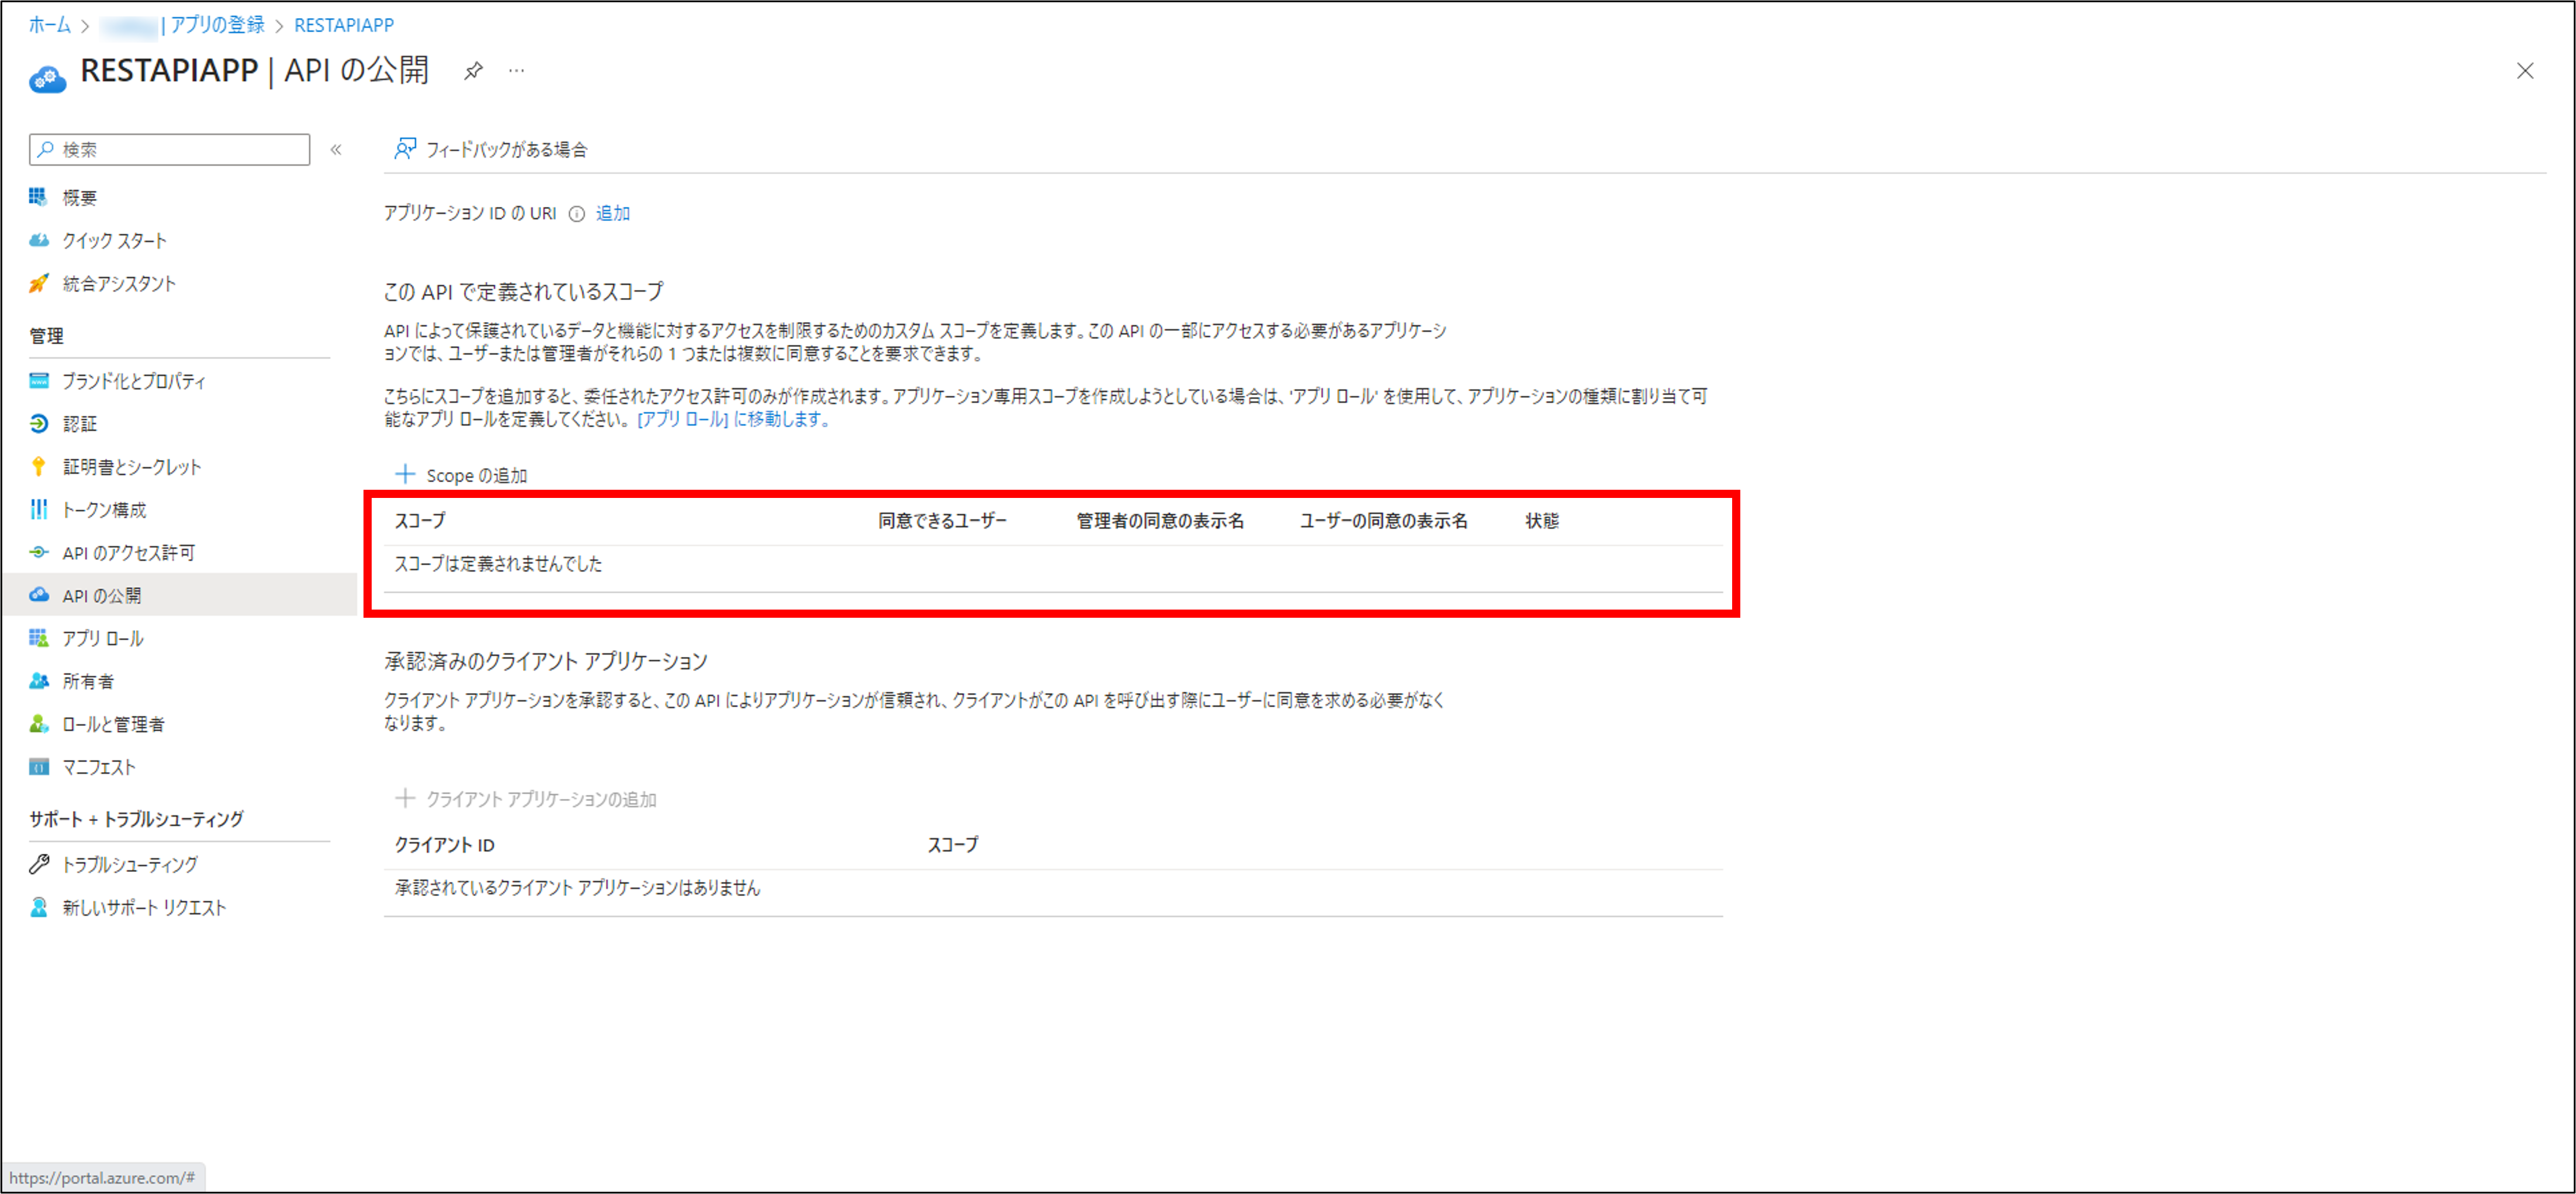 ホーム > | アプリの登録 > RESTAPIAPP
RESTAPIAPP | API の公開
検索
概要
クイック スタート
統合アシスタント
管理
ブランド化とプロパティ
認証
証明書とシークレット
トークン構成
API のアクセス許可
API の公開
アプリ ロール
所有者
ロールと管理者
マニフェスト
サポート + トラブルシューティング
トラブルシューティング
新しいサポート リクエスト
フィードバックがある場合
アプリケーション ID の URI 追加
この API で定義されているスコープ
API によって保護されているデータと機能に対するアクセスを制限するためのカスタム スコープを定義します。この API の一部にアクセスする必要があるアプリケーシ
ョンでは、ユーザーまたは管理者がそれらの 1 つまたは複数に同意することを要求できます。
こちらにスコープを追加すると、委任されたアクセス許可のみが作成されます。アプリケーション専用スコープを作成しようとしている場合は、'アプリ ロール' を使用して、アプリケーションの種類に割り当て可
能なアプリ ロールを定義してください。[アプリ ロール] に移動します。
Scope の追加
スコープ 同意できるユーザー 管理者の同意の表示名 ユーザーの同意の表示名 状態
スコープは定義されませんでした
承認済みのクライアント アプリケーション
クライアント アプリケーションを承認すると、この API によりアプリケーションが信頼され、クライアントがこの API を呼び出す際にユーザーに同意を求める必要がなく
なります。
クライアント アプリケーションの追加
クライアント ID スコープ
承認されているクライアント アプリケーションはありません
https://portal.azure.com/#